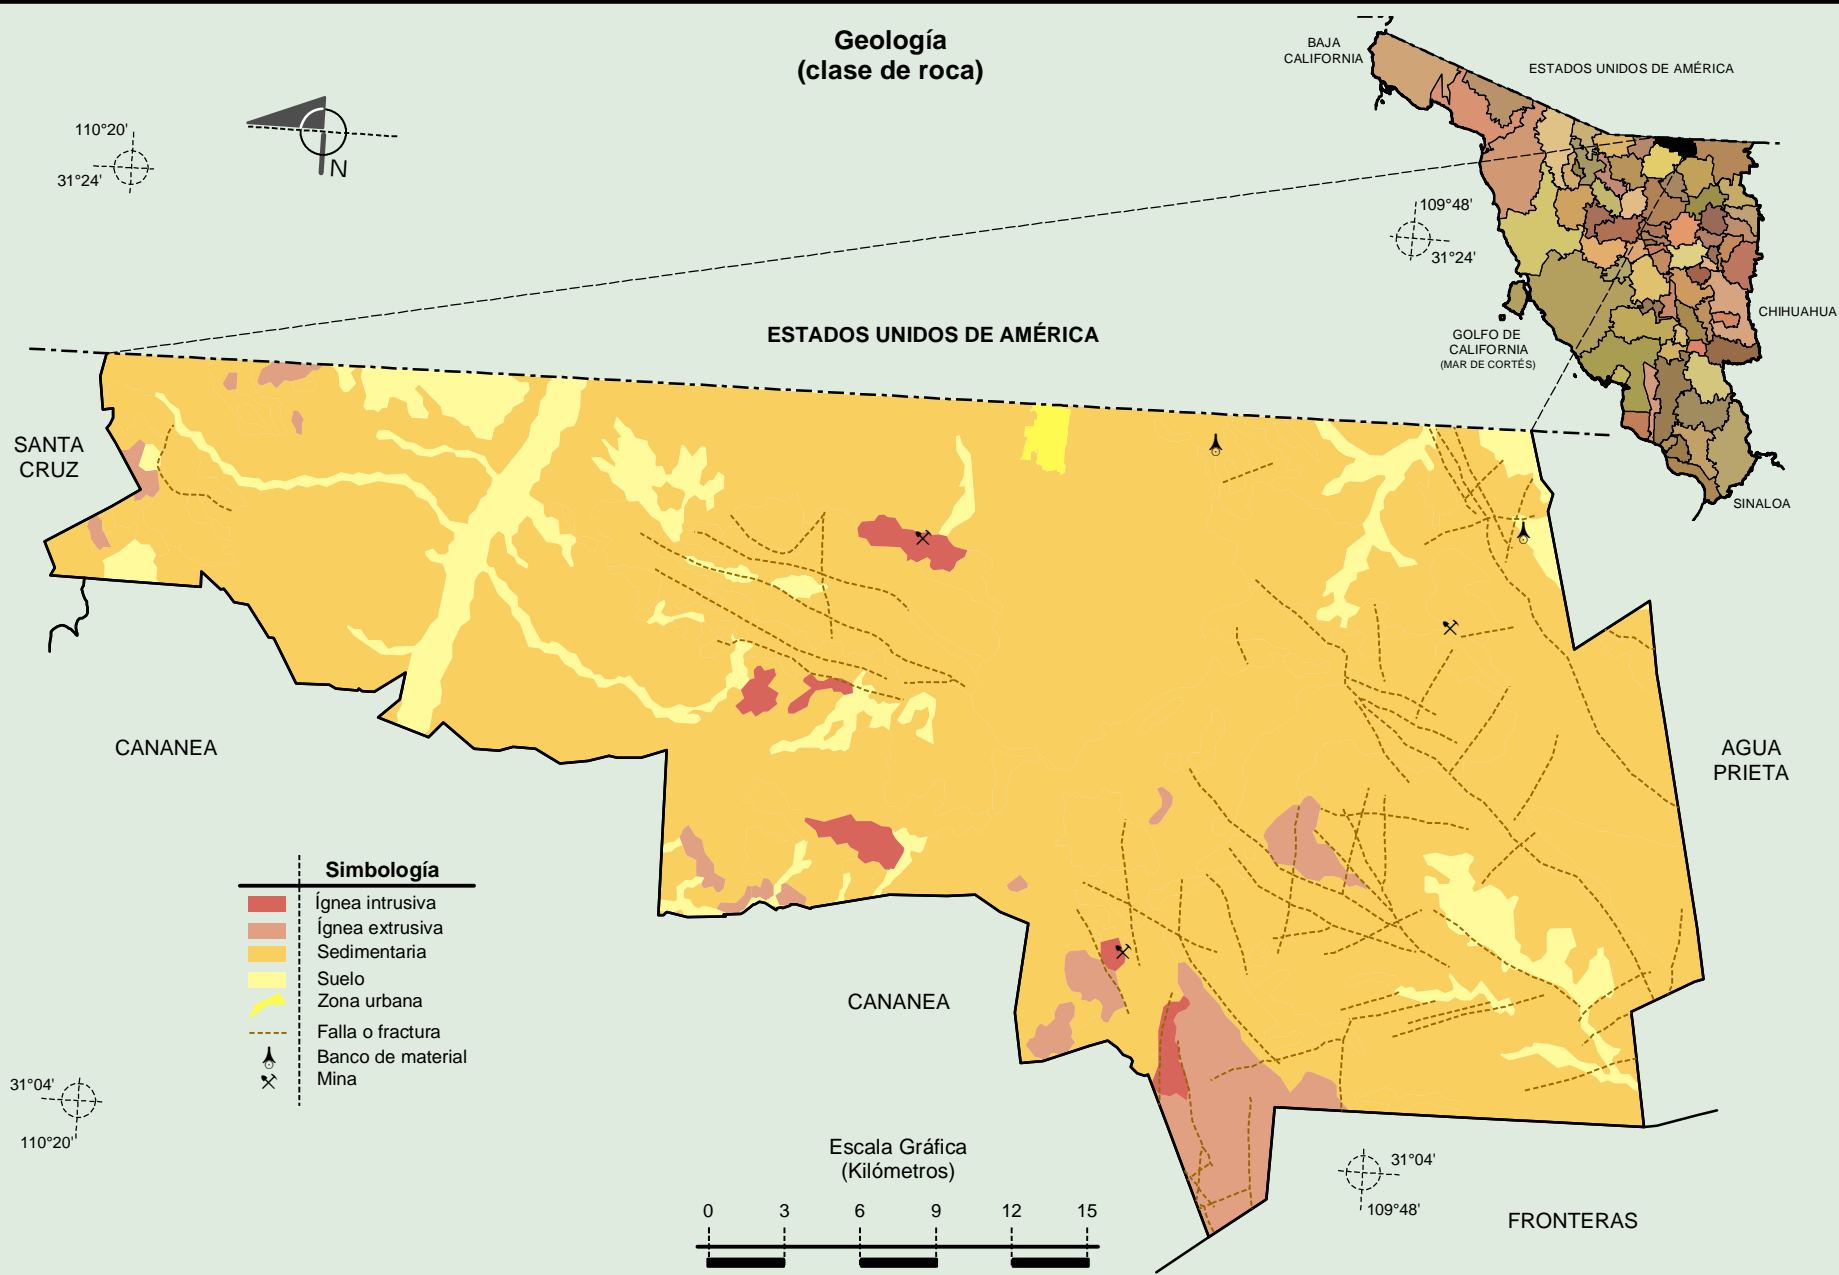 Geología
(clase de roca)
BAJA
CALIFORNIA
ESTADOS UNIDOS DE AMÉRICA
110°20'
31°24'
N
109°48'
31°24'
CHIHUAHUA
GOLFO DE
CALIFORNIA
(MAR DE CORTÉS)
SINALOA
ESTADOS UNIDOS DE AMÉRICA
SANTA
CRUZ
CANANEA
AGUA
PRIETA
Simbología
Ígnea intrusiva
Ígnea extrusiva
Sedimentaria
Suelo
Zona urbana
Falla o fractura
Banco de material
Mina
CANANEA
31°04'
110°20'
Escala Gráfica
(Kilómetros)
0 3 6 9 12 15
31°04'
109°48'
FRONTERAS